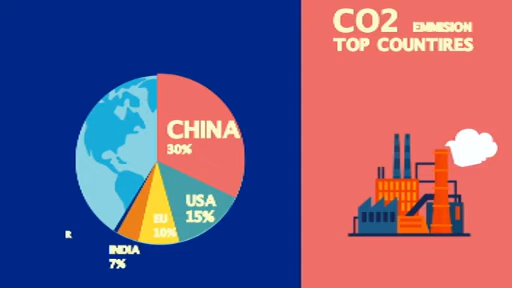 CO2 EMMISION
TOP COUNTIRES
CHINA
30%
USA
15%
EU
10%
INDIA
7%
R